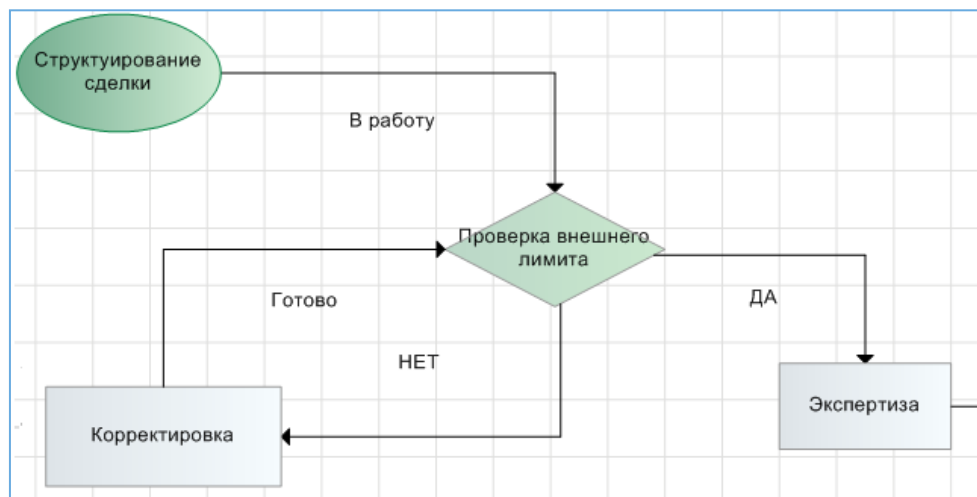 Структуирование
сделки
В работу
Проверка внешнего
лимита
Готово
ДА
НЕТ
Экспертиза
Корректировка